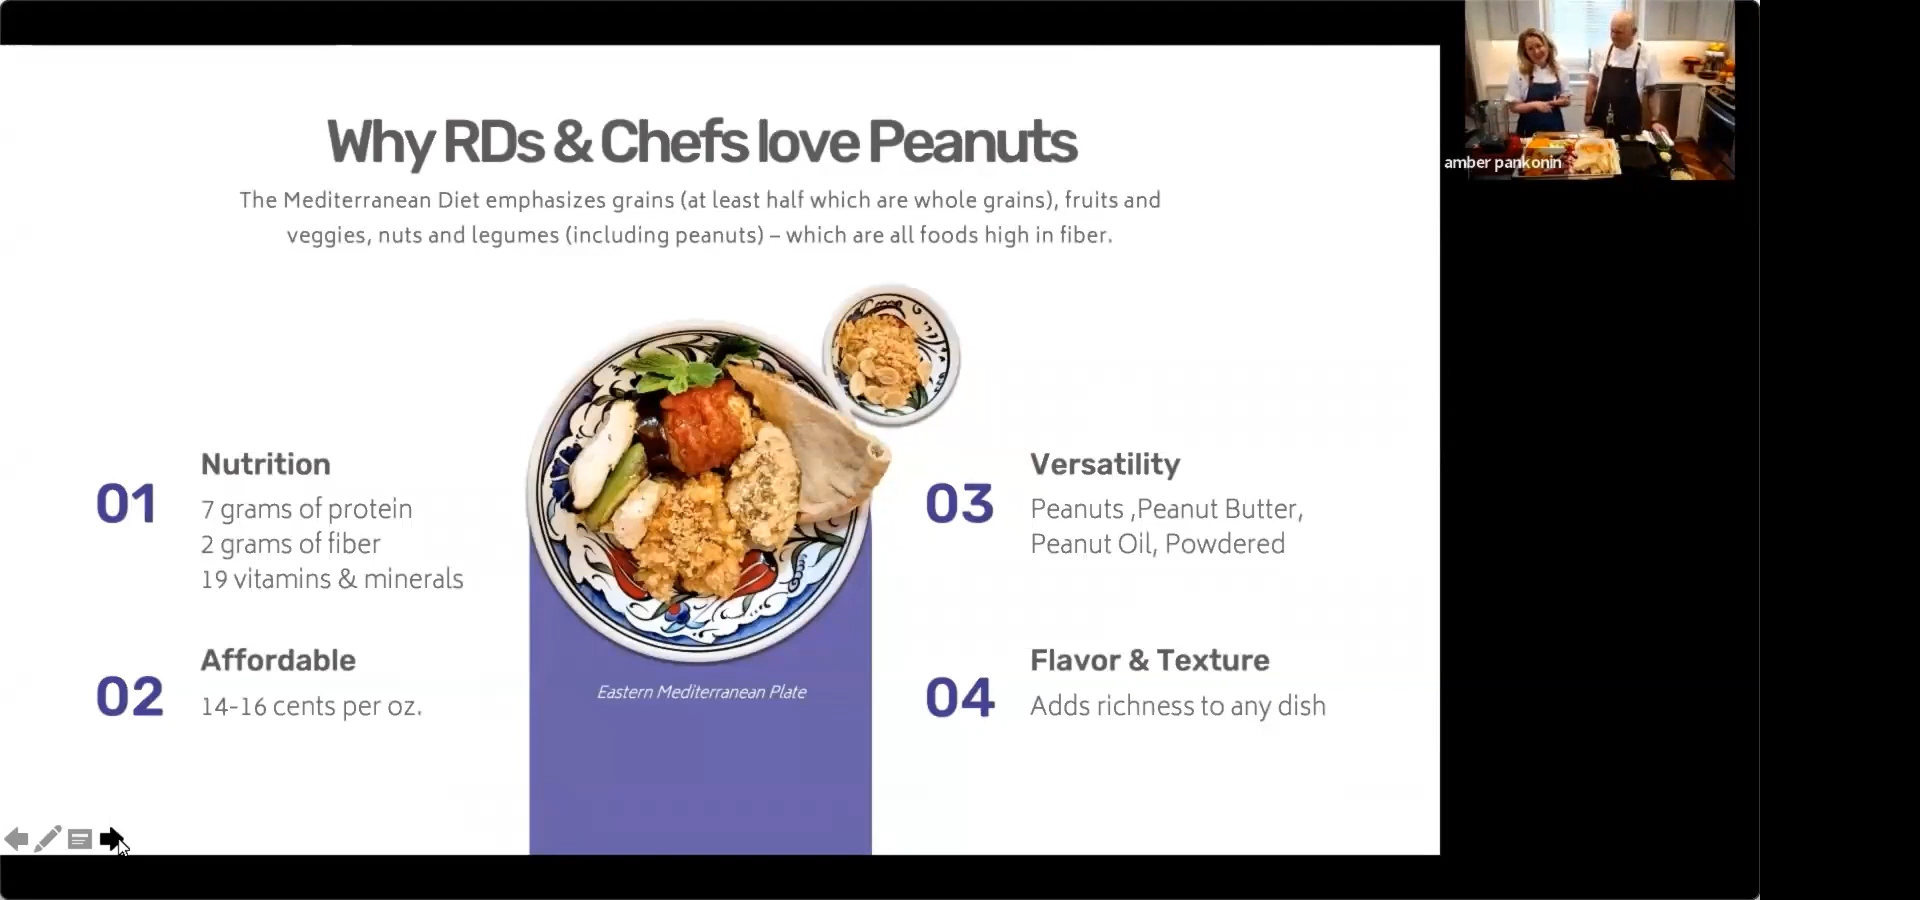 Why RDs & Chefs love Peanuts
The Mediterranean Diet emphasizes grains (at least half which are whole grains), fruits and
veggies, nuts and legumes (including peanuts) – which are all foods high in fiber.
01
Nutrition
7 grams of protein
2 grams of fiber
19 vitamins & minerals
02
Affordable
14-16 cents per oz.
Eastern Mediterranean Plate
03
Versatility
Peanuts ,Peanut Butter,
Peanut Oil, Powdered
04
Flavor & Texture
Adds richness to any dish
amber pankonin